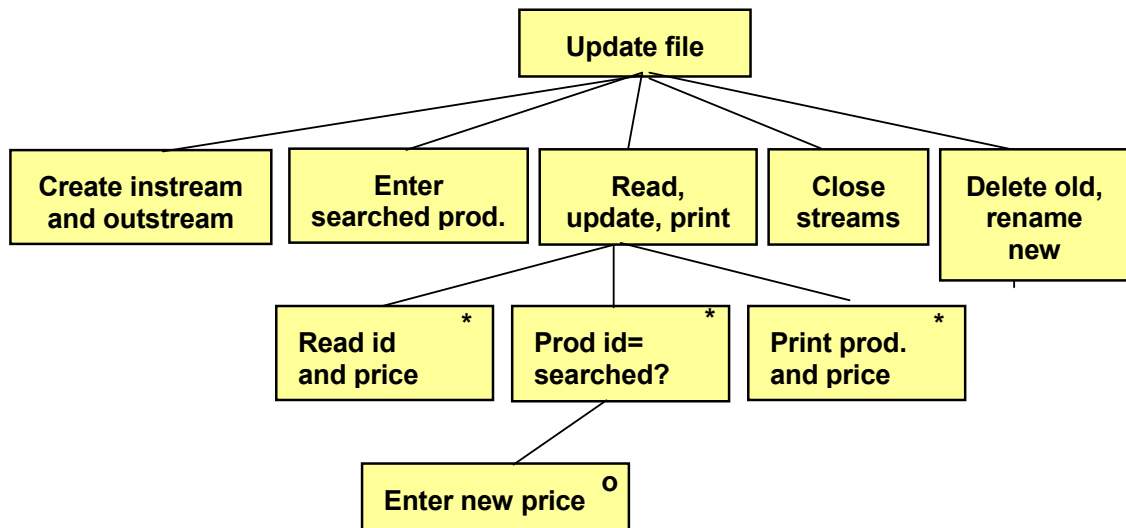 Update file
Create instream
and outstream
Enter
searched prod.
Read,
update, print
Close
streams
Delete old,
rename
new
*
Read id
and price
*
Prod id=
searched?
*
Print prod.
and price
Enter new price o